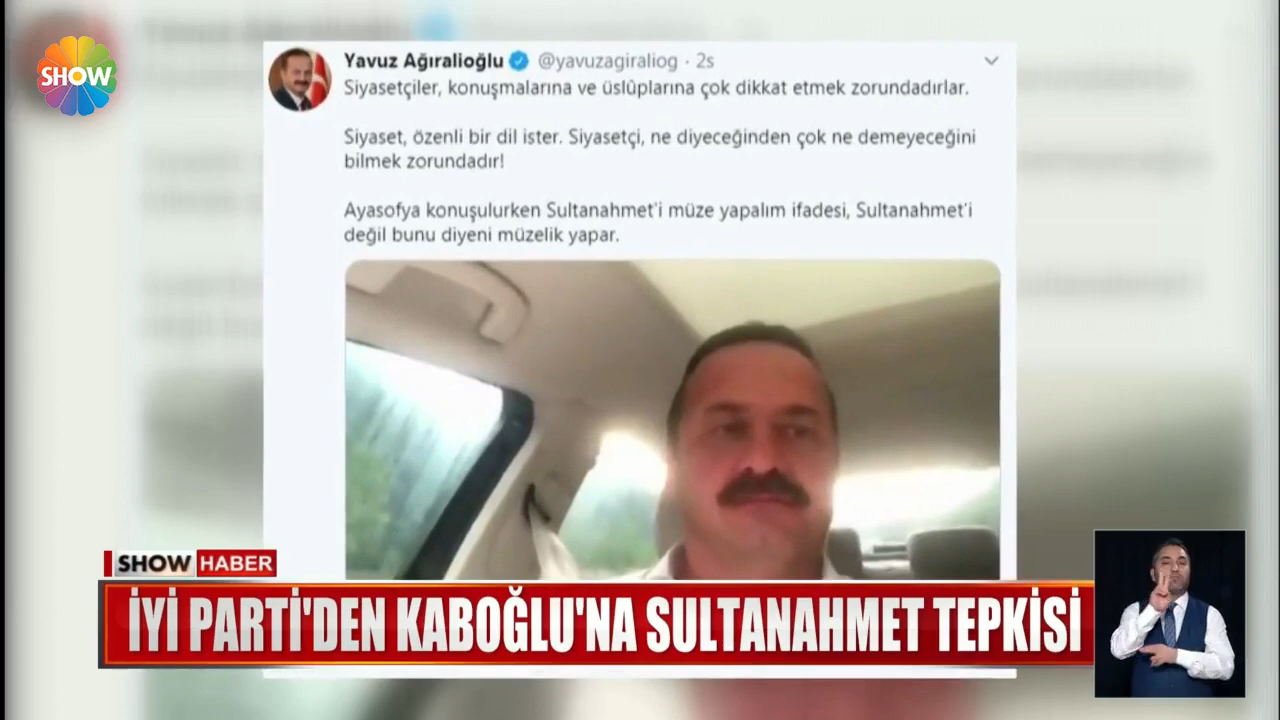 SHOW
Yavuz Ağıralioğlu @yavuzagiraliog · 2s
Siyasetçiler, konuşmalarına ve üslûplarına çok dikkat etmek zorundadırlar.
Siyaset, özenli bir dil ister. Siyasetçi, ne diyeceğinden çok ne demeyeceğini
bilmek zorundadır!
Ayasofya konuşulurken Sultanahmet'i müze yapalım ifadesi, Sultanahmet'i
değil bunu diyeni müzelik yapar.
SHOW HABER
İYİ PARTİ'DEN KABOĞLU'NA SULTANAHMET TEPKİSİ